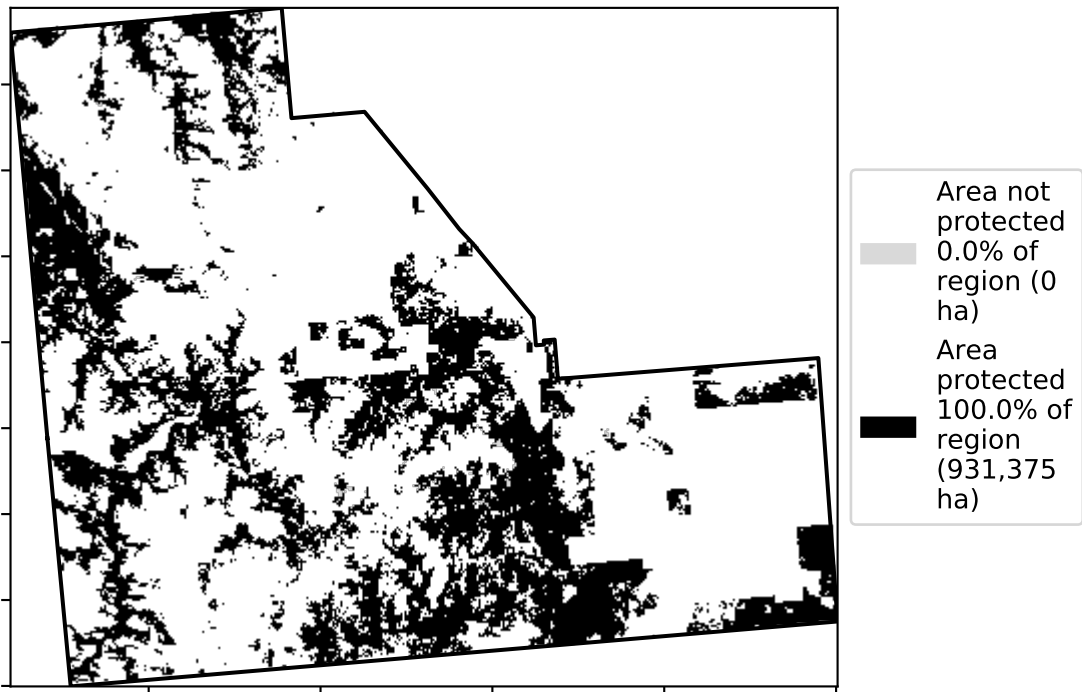 Area not
protected
0.0% of
region (0
ha)
Area
protected
100.0% of
region
(931,375
ha)